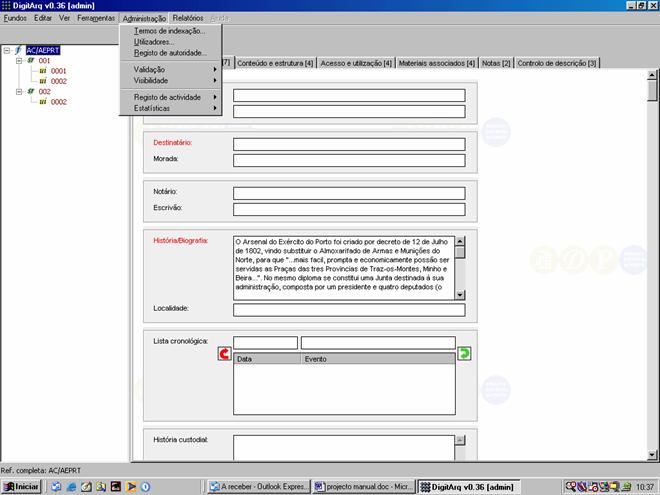 DigitArq v0.36 [admin]
Fundos Editar Ver Ferramentas Administração Relatórios Ajuda
Termos de indexação...
Utilizadores...
Registo de autoridade...
Validação
Visibilidade
Registo de actividade
Estatísticas
AC/AEPRT
001
0001
0002
002
0002
[7] Conteúdo e estrutura [4] Acesso e utilização [4] Materiais associados [4] Notas [2] Controlo de descrição [3]
Destinatário:
Morada:
Notário:
Escrivão:
História/Biografia:
O Arsenal do Exército do Porto foi criado por decreto de 12 de Julho
de 1802, vindo substituir o Almoxarifado de Armas e Munições do
Norte, para que "...mais facil, prompta e economicamente possão ser
servidas as Praças das tres Provincias de Traz-os-Montes, Minho e
Beira...". No mesmo diploma se constitui uma Junta destinada á sua
administração, composta por um presidente e quatro deputados (o
Localidade:
Lista cronológica:
Data Evento
História custodial:
Ref. completa: AC/AEPRT
Iniciar
A receber - Outlook Expres...
projecto manual.doc - Micr...
DigitArq v0.36 [admin]
10:37